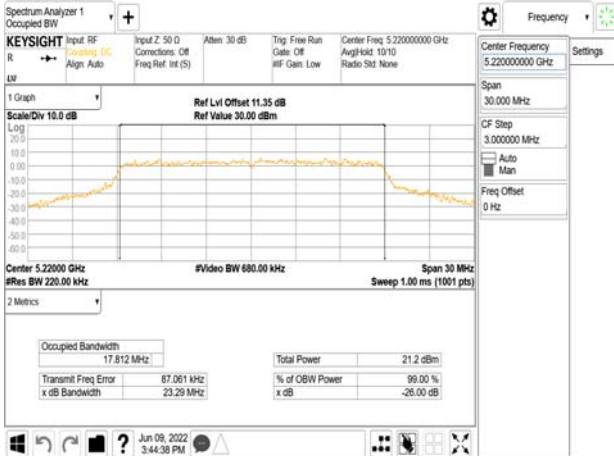 Spectrum Analyzer 1
Occupied BW
KEYSIGHT
R
Input: RF
Coupling: DC
Align: Auto
Input Z: 50 Ω
Corrections: Off
Freq Ref: Int (S)
Atten: 30 dB
Trig: Free Run
Gate: Off
#IF Gain: Low
Center Freq: 5.220000000 GHz
Avg|Hold: 10/10
Radio Std: None
1 Graph
Scale/Div 10.0 dB
Ref Lvl Offset 11.35 dB
Ref Value 30.00 dBm
Log
20.0
10.0
0.00
-10.0
-20.0
-30.0
-40.0
-50.0
-60.0
Center 5.22000 GHz
#Res BW 220.00 kHz
#Video BW 680.00 kHz
Span 30 MHz
Sweep 1.00 ms (1001 pts)
2 Metrics
Occupied Bandwidth
17.812 MHz
Transmit Freq Error 87.061 kHz
x dB Bandwidth 23.29 MHz
Total Power 21.2 dBm
% of OBW Power 99.00 %
x dB -26.00 dB
Jun 09, 2022
3:44:38 PM
Frequency
Center Frequency
5.220000000 GHz
Settings
Span
30.000 MHz
CF Step
3.000000 MHz
Auto
Man
Freq Offset
0 Hz